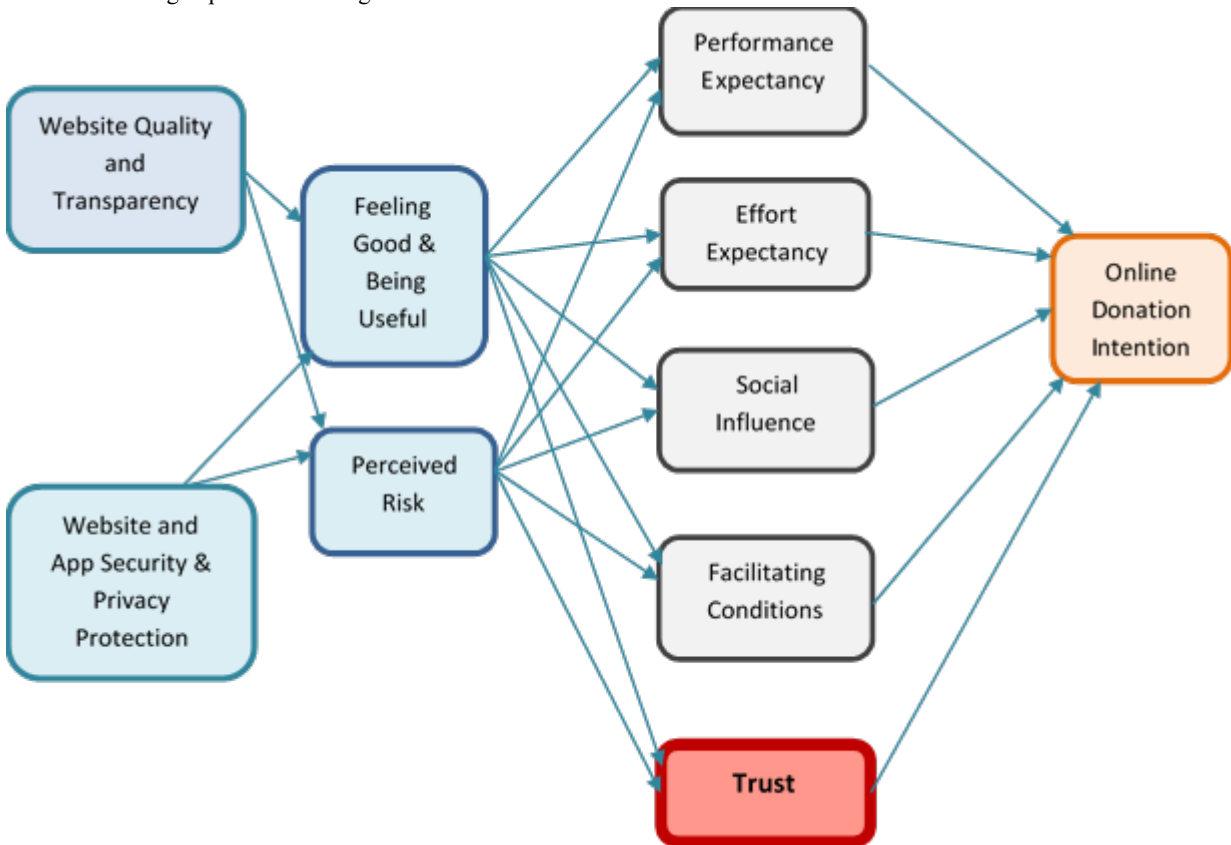 Performance
Expectancy
Website Quality
and
Transparency
Feeling
Good &
Being
Useful
Effort
Expectancy
Online
Donation
Intention
Social
Influence
Perceived
Risk
Website and
App Security &
Privacy
Protection
Facilitating
Conditions
Trust